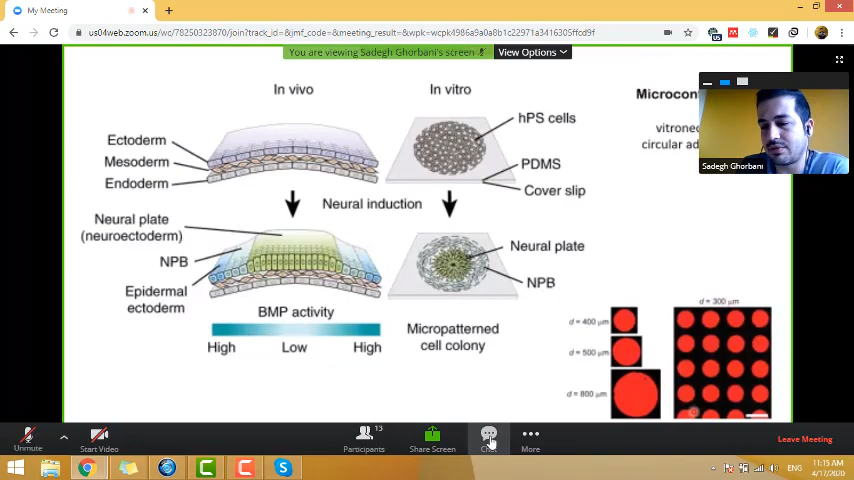 My Meeting
us04web.zoom.us/wc/78250323870/join?track_id=&jmf_code=&meeting_result=&wpk=wcpk4986a9a0a8b1c22971a3416305ffcd9f
You are viewing Sadegh Ghorbani's screen
View Options
In vivo
In vitro
Ectoderm
Mesoderm
Endoderm
hPS cells
PDMS
Cover slip
Microcon
vitrone
circular ad
Sadegh Ghorbani
Neural induction
Neural plate
(neuroectoderm)
NPB
Epidermal
ectoderm
Neural plate
NPB
BMP activity
High
Low
High
Micropatterned
cell colony
d = 300 μm
d = 400 μm
d = 500 μm
d = 800 μm
Unmute
Start Video
13
Participants
Share Screen
Chat
More
Leave Meeting
ENG
11:15 AM
4/17/2020